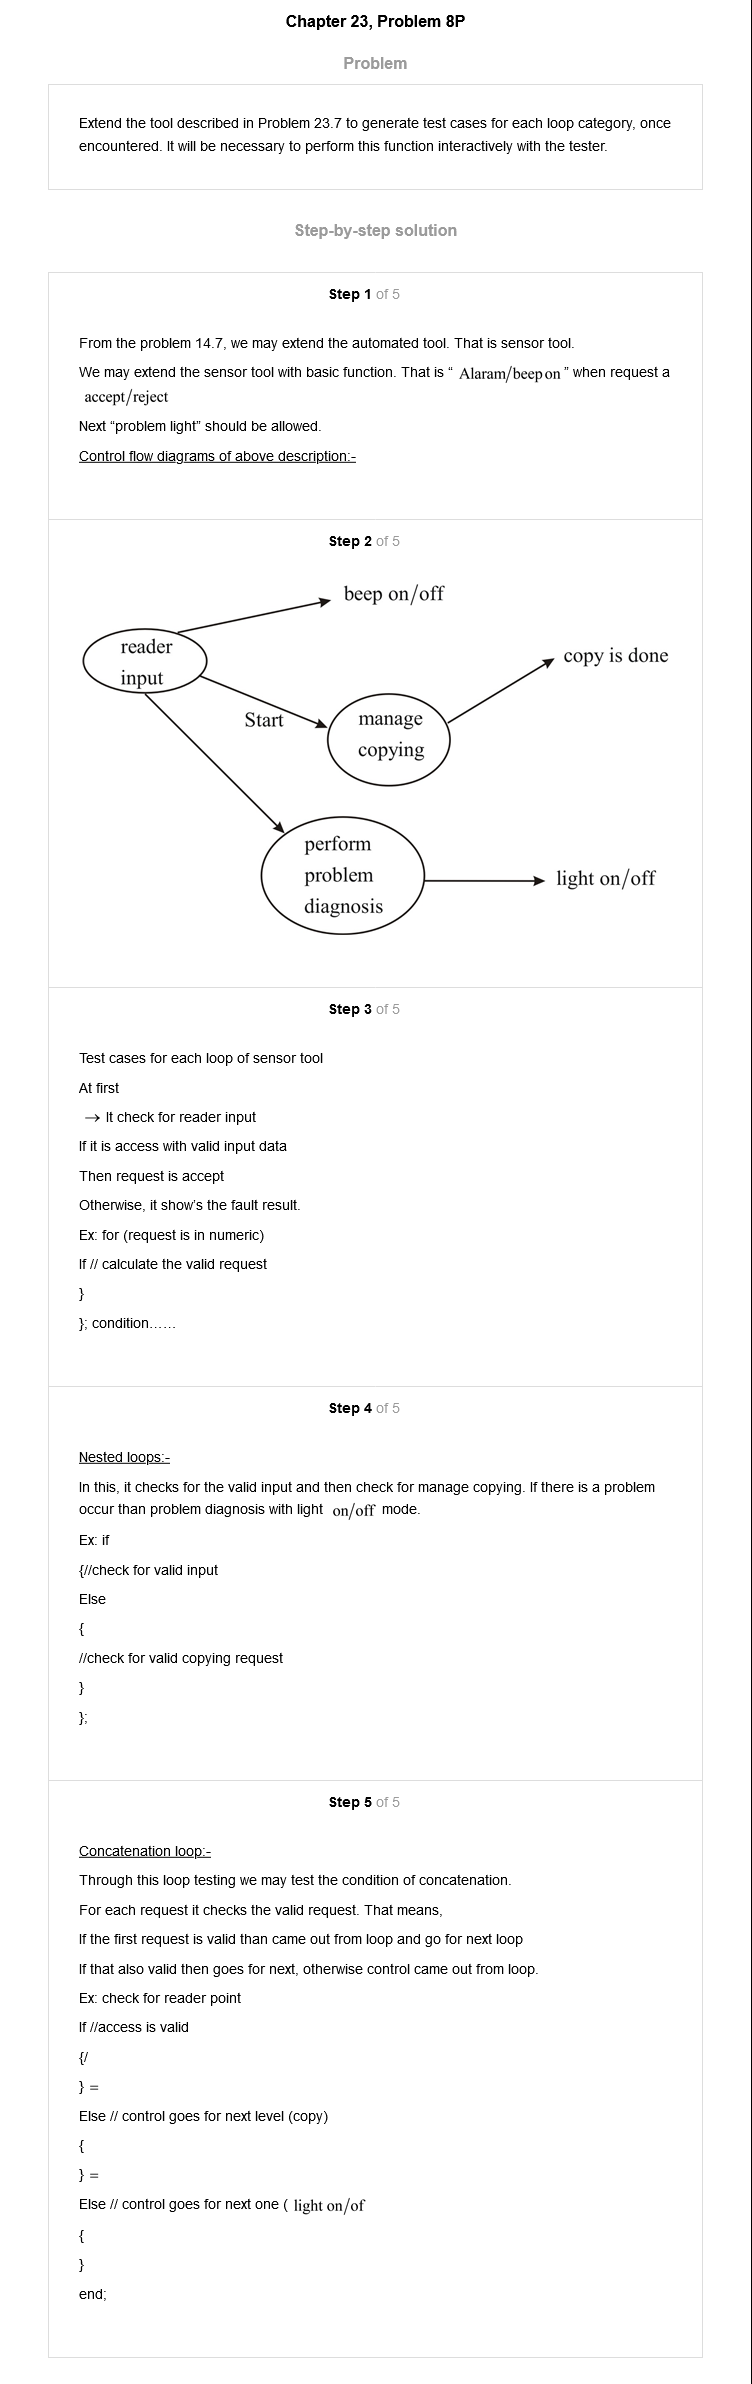 Chapter 23, Problem 8P
Problem
Extend the tool described in Problem 23.7 to generate test cases for each loop category, once
encountered. It will be necessary to perform this function interactively with the tester.
Step-by-step solution
Step 1 of 5
From the problem 14.7, we may extend the automated tool. That is sensor tool.
We may extend the sensor tool with basic function. That is “ Alaram/beep on ” when request a
accept/reject
Next “problem light” should be allowed.
Control flow diagrams of above description:-
Step 2 of 5
beep on/off
reader
input
copy is done
Start
manage
copying
perform
problem
diagnosis
light on/off
Step 3 of 5
Test cases for each loop of sensor tool
At first
→ It check for reader input
If it is access with valid input data
Then request is accept
Otherwise, it show's the fault result.
Ex: for (request is in numeric)
If // calculate the valid request
}
}; condition……
Step 4 of 5
Nested loops:-
In this, it checks for the valid input and then check for manage copying. If there is a problem
occur than problem diagnosis with light on/off mode.
Ex: if
{//check for valid input
Else
{
//check for valid copying request
}
};
Step 5 of 5
Concatenation loop:-
Through this loop testing we may test the condition of concatenation.
For each request it checks the valid request. That means,
If the first request is valid than came out from loop and go for next loop
If that also valid then goes for next, otherwise control came out from loop.
Ex: check for reader point
If //access is valid
{/
} =
Else // control goes for next level (copy)
{
} =
Else // control goes for next one ( light on/of
{
}
end;